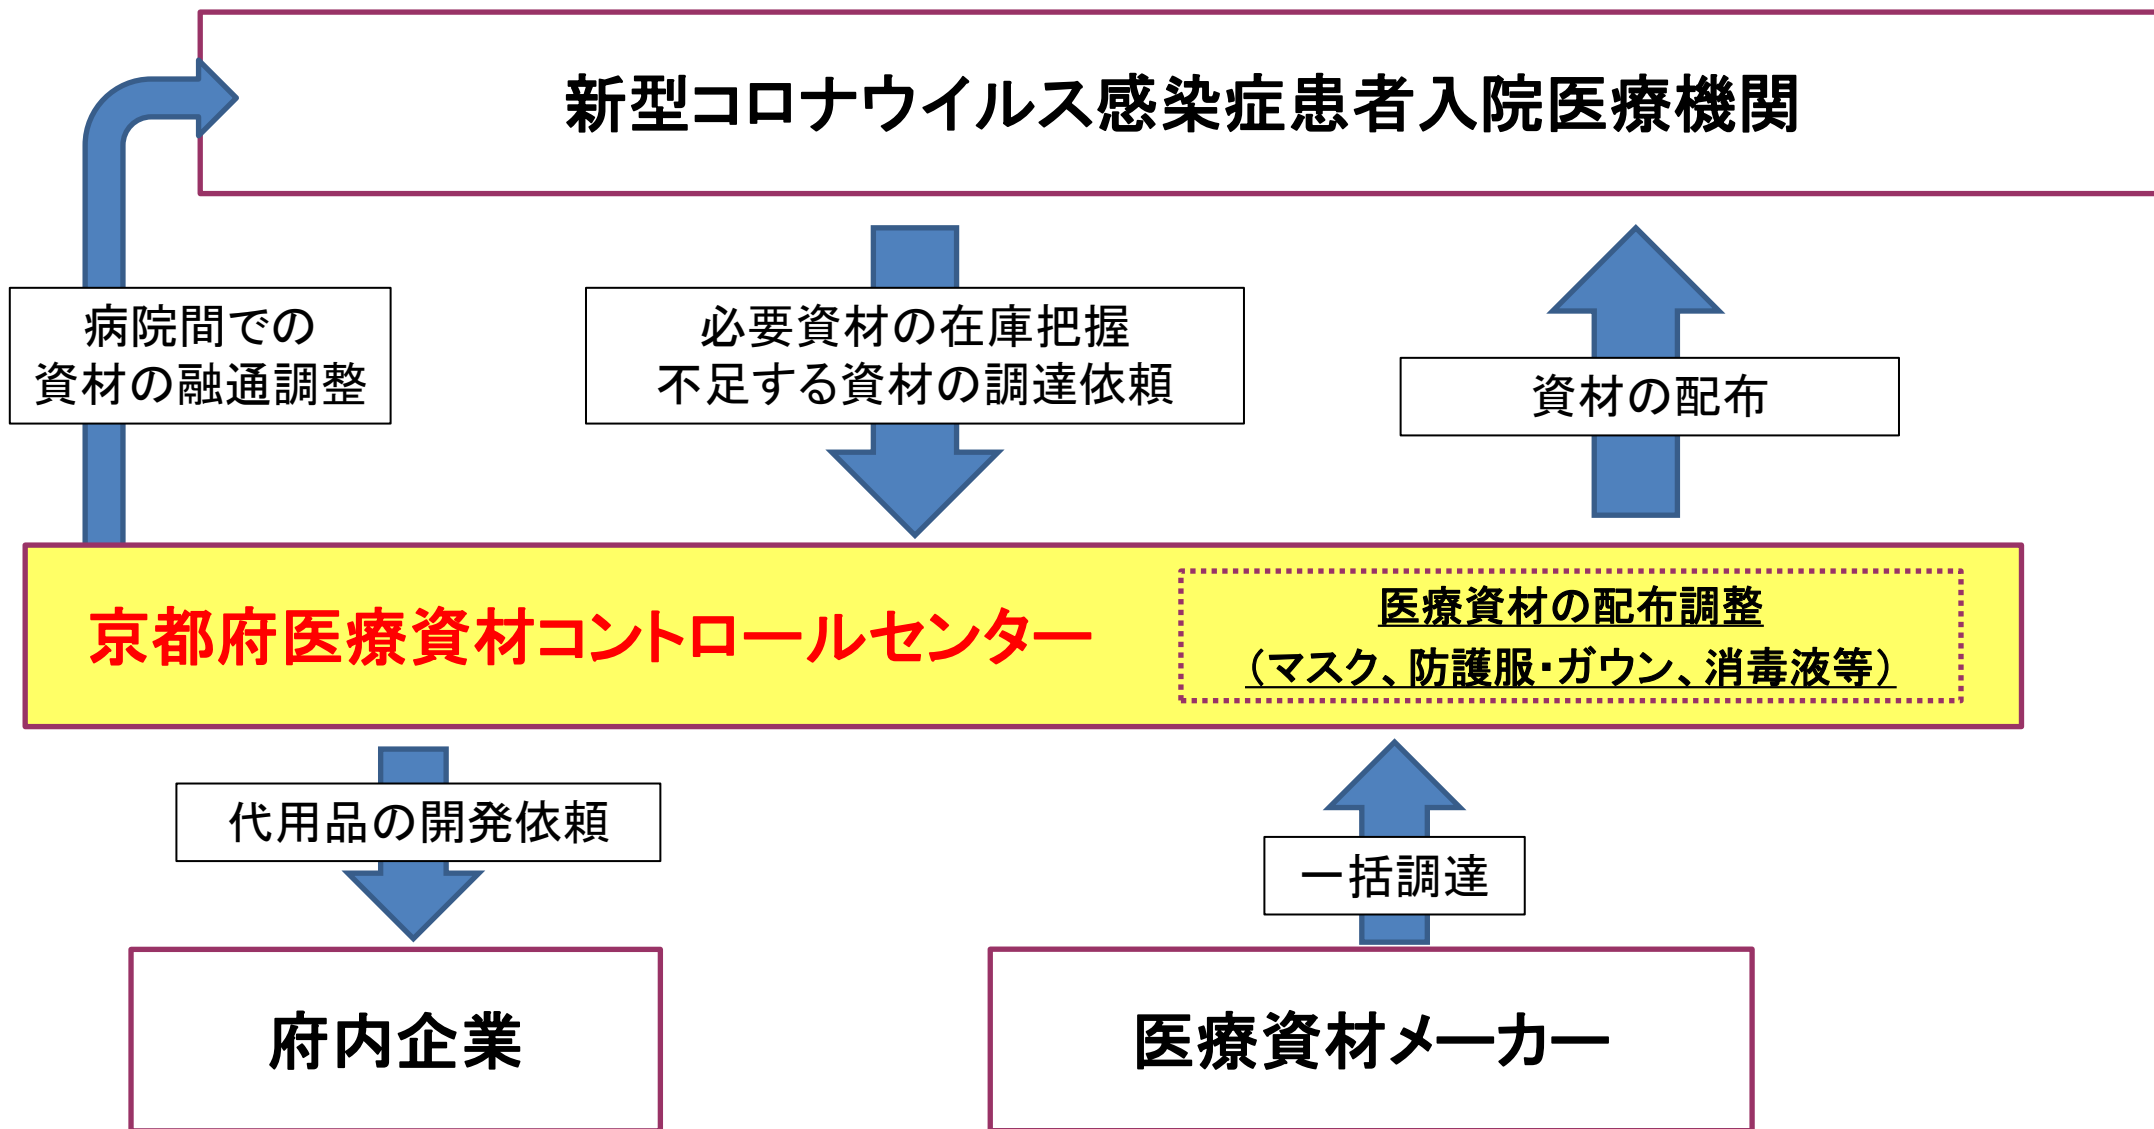 新型コロナウイルス感染症患者入院医療機関
病院間での
資材の融通調整
必要資材の在庫把握
不足する資材の調達依頼
資材の配布
京都府医療資材コントロールセンター
医療資材の配布調整
（マスク、防護服・ガウン、消毒液等）
代用品の開発依頼
一括調達
府内企業
医療資材メーカー